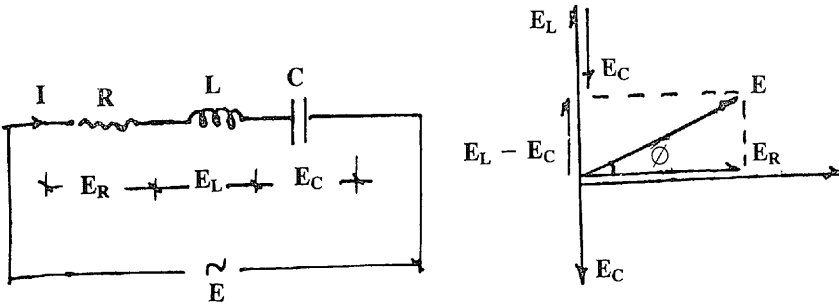 I R L C
E_R E_L E_C
~
E
E_L
E_C
E
E_L – E_C
Ø
E_R
E_C